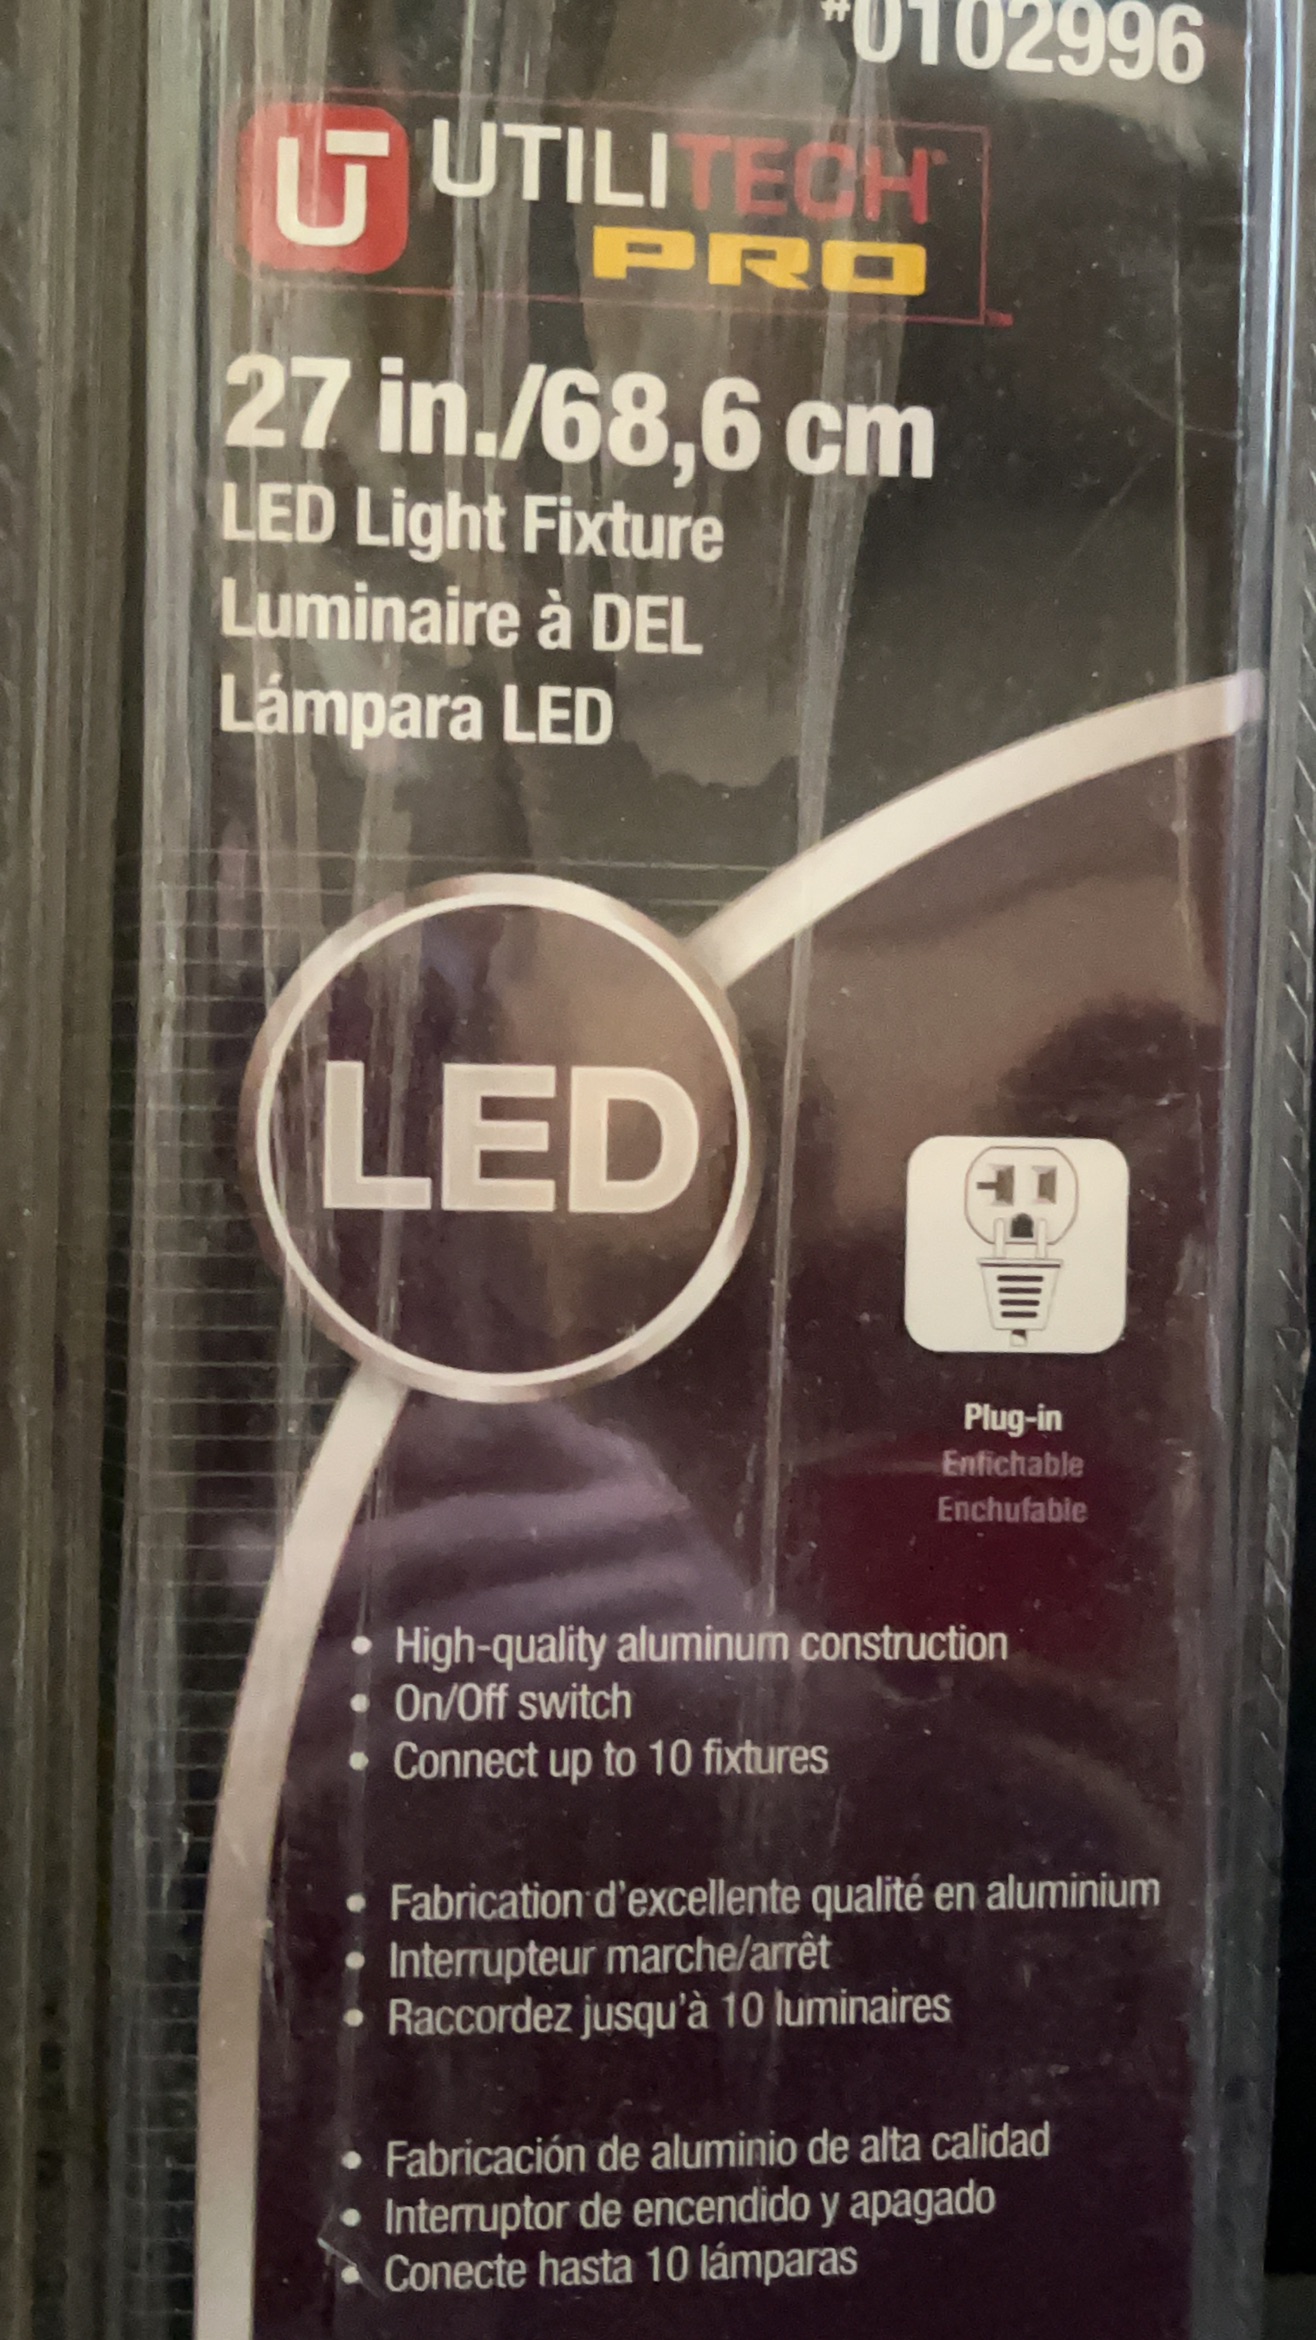 #0102996
UTILITECH
PRO
27 in./68,6 cm
LED Light Fixture
Luminaire à DEL
Lámpara LED
LED
Plug-in
Enfichable
Enchufable
• High-quality aluminum construction
• On/Off switch
• Connect up to 10 fixtures
• Fabrication d'excellente qualité en aluminium
• Interrupteur marche/arrêt
• Raccordez jusqu'à 10 luminaires
• Fabricación de aluminio de alta calidad
• Interruptor de encendido y apagado
• Conecte hasta 10 lámparas